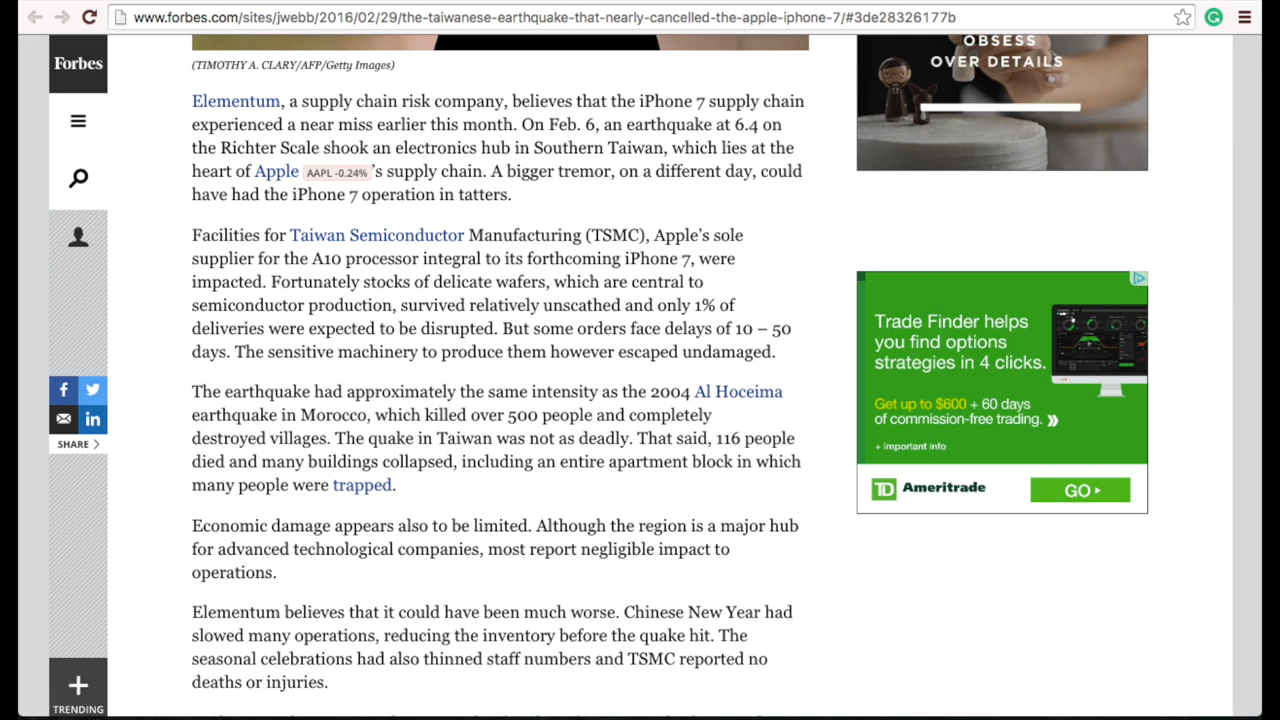 www.forbes.com/sites/jwebb/2016/02/29/the-taiwanese-earthquake-that-nearly-cancelled-the-apple-iphone-7/#3de28326177b
Forbes
(TIMOTHY A. CLARY/AFP/Getty Images)
Elementum, a supply chain risk company, believes that the iPhone 7 supply chain
experienced a near miss earlier this month. On Feb. 6, an earthquake at 6.4 on
the Richter Scale shook an electronics hub in Southern Taiwan, which lies at the
heart of Apple AAPL -0.24%'s supply chain. A bigger tremor, on a different day, could
have had the iPhone 7 operation in tatters.
Facilities for Taiwan Semiconductor Manufacturing (TSMC), Apple's sole
supplier for the A10 processor integral to its forthcoming iPhone 7, were
impacted. Fortunately stocks of delicate wafers, which are central to
semiconductor production, survived relatively unscathed and only 1% of
deliveries were expected to be disrupted. But some orders face delays of 10 – 50
days. The sensitive machinery to produce them however escaped undamaged.
The earthquake had approximately the same intensity as the 2004 Al Hoceima
earthquake in Morocco, which killed over 500 people and completely
destroyed villages. The quake in Taiwan was not as deadly. That said, 116 people
died and many buildings collapsed, including an entire apartment block in which
many people were trapped.
Economic damage appears also to be limited. Although the region is a major hub
for advanced technological companies, most report negligible impact to
operations.
Elementum believes that it could have been much worse. Chinese New Year had
slowed many operations, reducing the inventory before the quake hit. The
seasonal celebrations had also thinned staff numbers and TSMC reported no
deaths or injuries.
SHARE
TRENDING
OBSESS
OVER DETAILS
Trade Finder helps
you find options
strategies in 4 clicks.
Get up to $600 + 60 days
of commission-free trading.
+ important info
TD Ameritrade
GO